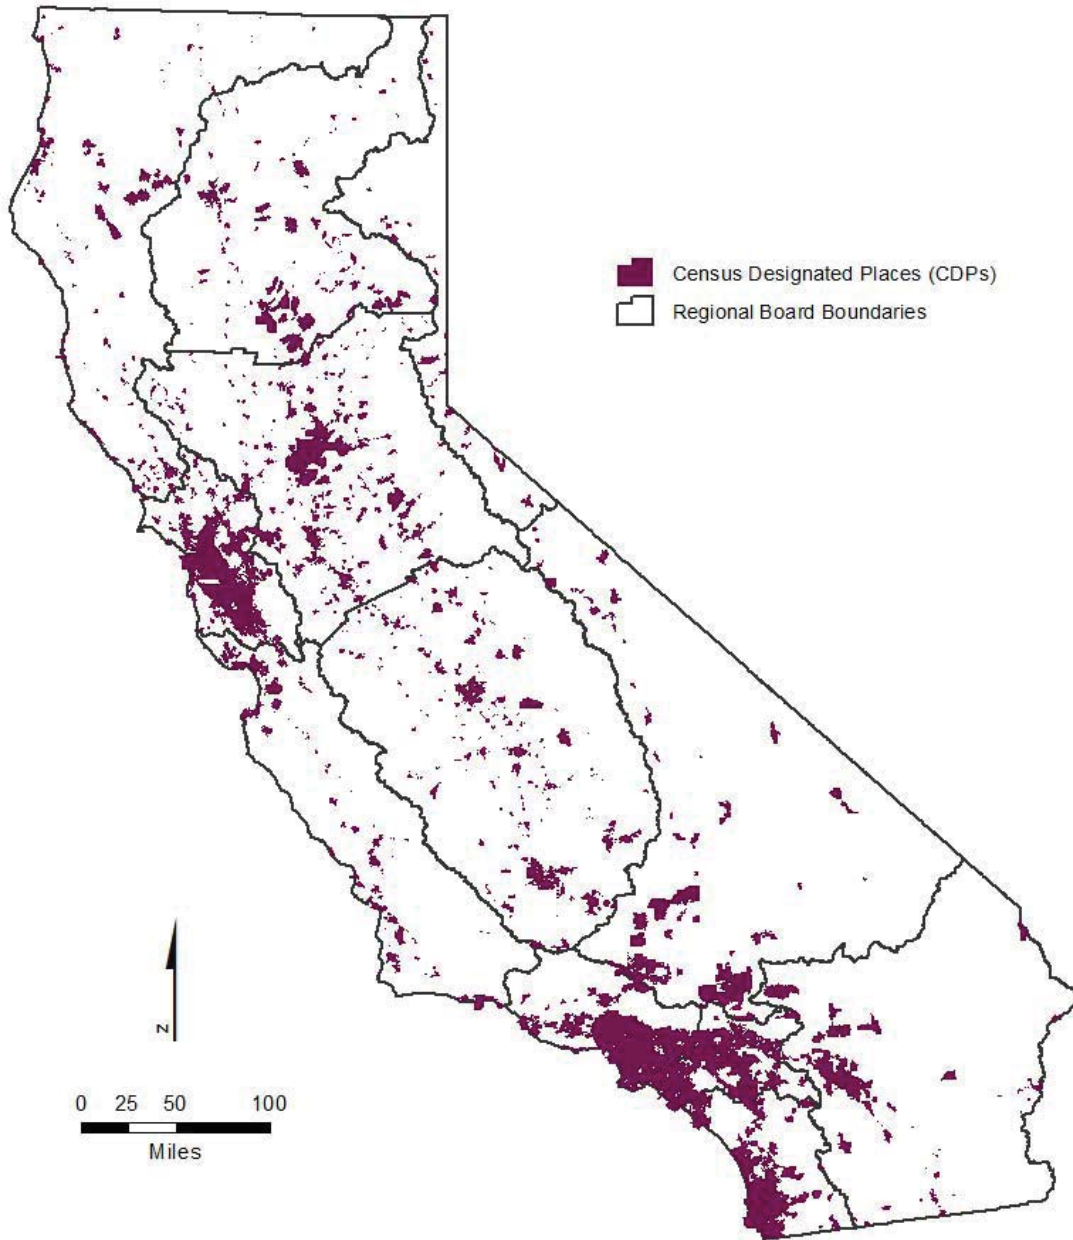 Census Designated Places (CDPs)
Regional Board Boundaries
z
0 25 50 100
Miles